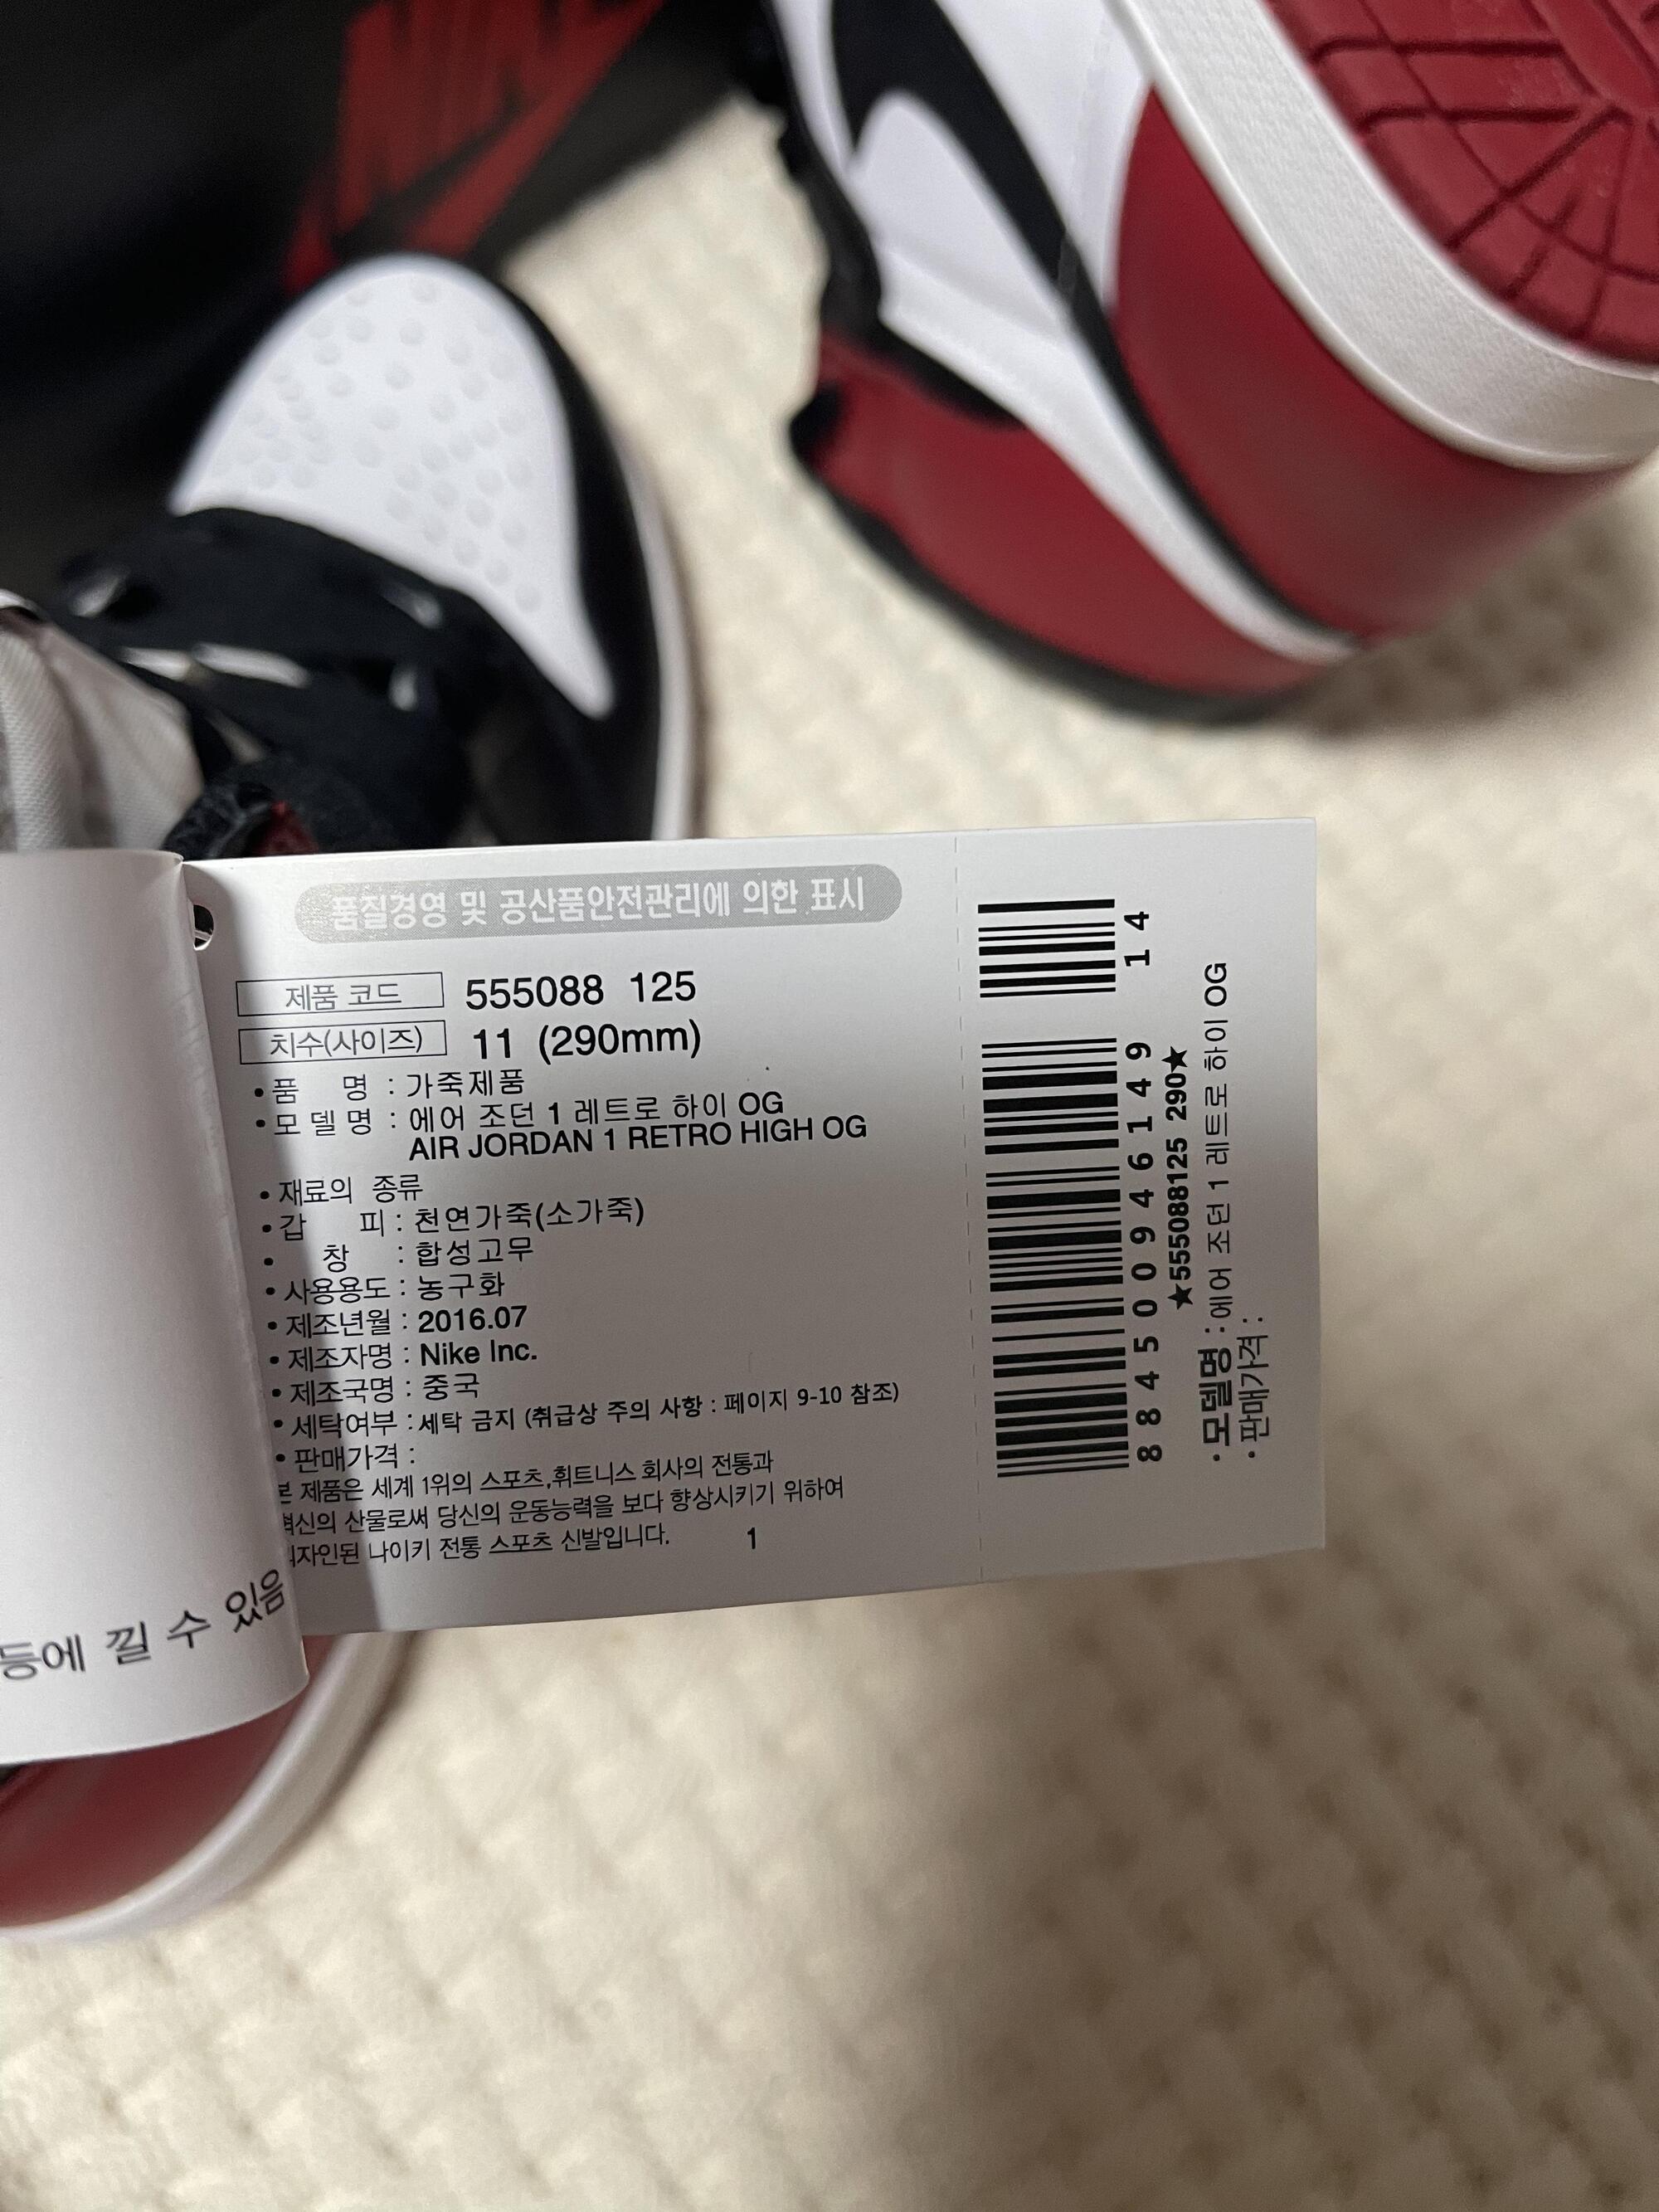 품질경영 및 공산품안전관리에 의한 표시
제품 코드 555088 125
치수(사이즈) 11 (290mm)
• 품 명 : 가죽제품
• 모 델 명 : 에어 조던 1 레트로 하이 OG
AIR JORDAN 1 RETRO HIGH OG
• 재료의 종류
• 갑 피 : 천연가죽(소가죽)
• 창 : 합성고무
• 사용용도 : 농구화
• 제조년월 : 2016.07
• 제조자명 : Nike Inc.
• 제조국명 : 중국
• 세탁여부 : 세탁 금지 (취급상 주의 사항 : 페이지 9-10 참조)
• 판매가격 :
본 제품은 세계 1위의 스포츠,휘트니스 회사의 전통과
혁신의 산물로써 당신의 운동능력을 보다 향상시키기 위하여
디자인된 나이키 전통 스포츠 신발입니다.
1
884500946149 14
★555088125 290★
· 모델명 : 에어 조던 1 레트로 하이 OG
· 판매가격 :
등에 낄 수 있음